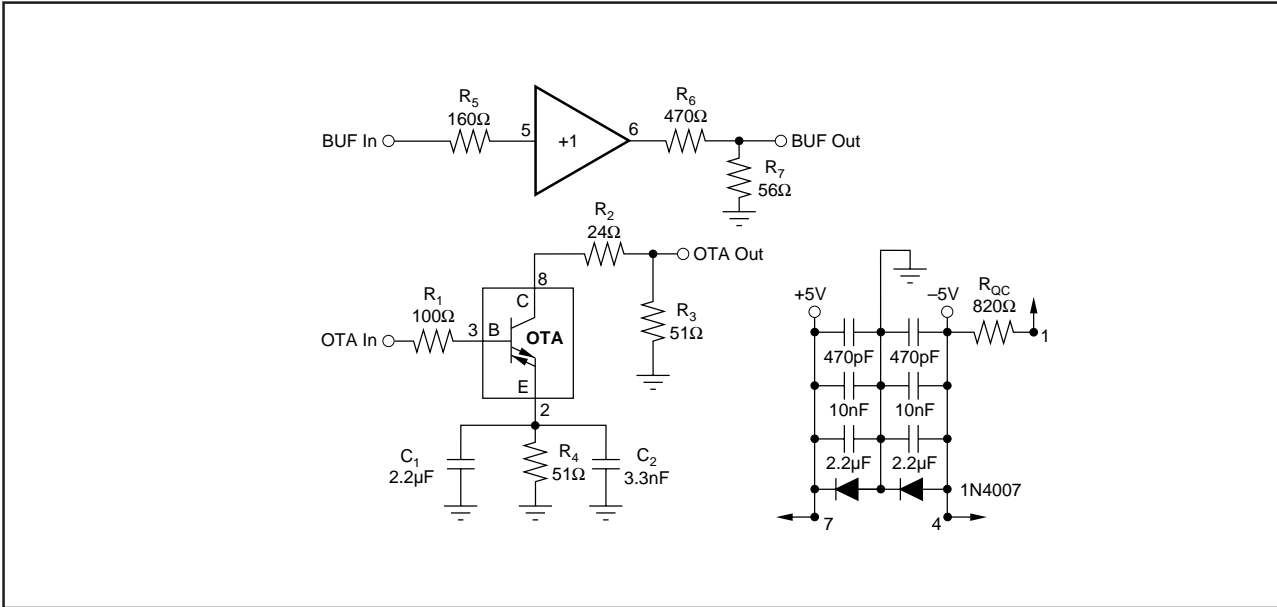 R5
160Ω
BUF In
5
+1
6
R6
470Ω
BUF Out
R7
56Ω
R2
24Ω
OTA Out
8
C
R1
100Ω
OTA In
3
B
OTA
R3
51Ω
E
2
C1
2.2µF
R4
51Ω
C2
3.3nF
+5V
–5V
RQC
820Ω
1
470pF
470pF
10nF
10nF
2.2µF
2.2µF
1N4007
7
4